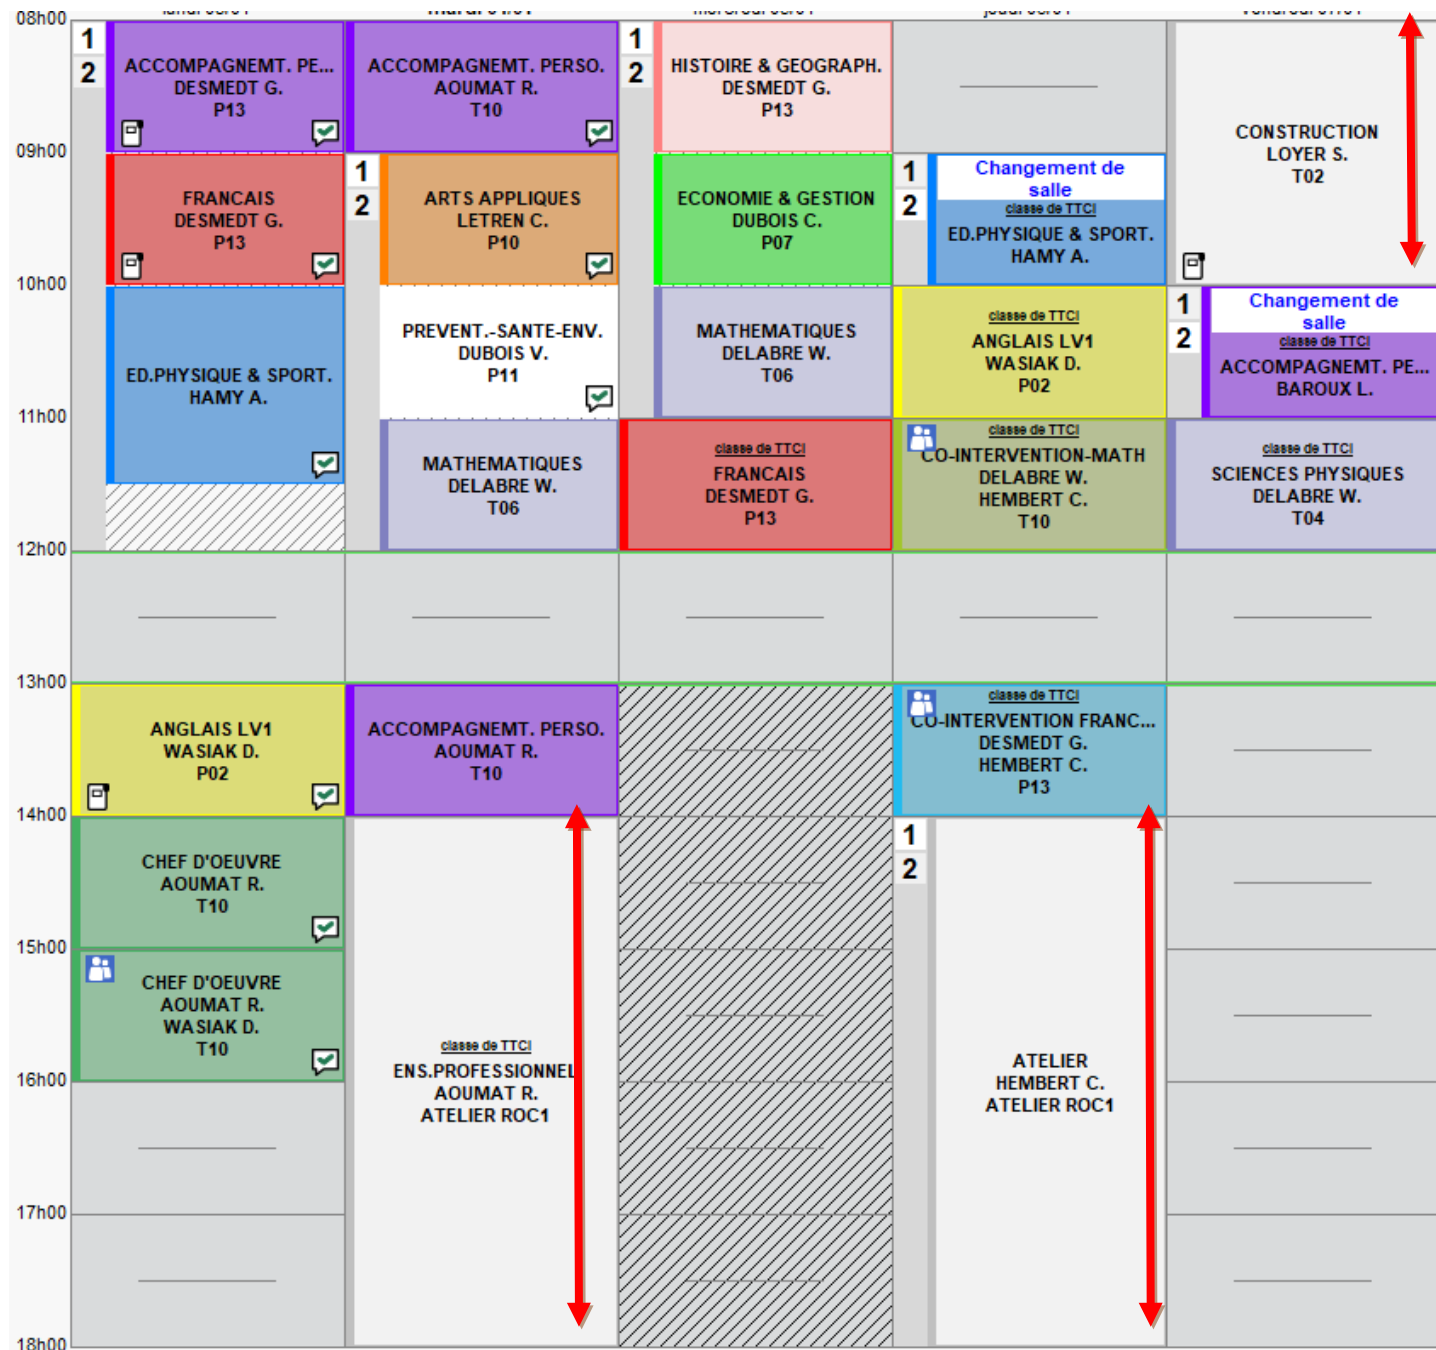 08h00
09h00
10h00
11h00
12h00
13h00
14h00
15h00
16h00
17h00
18h00
1
2
ACCOMPAGNEMT. PE...
DESMEDT G.
P13
FRANCAIS
DESMEDT G.
P13
ED.PHYSIQUE & SPORT.
HAMY A.
ANGLAIS LV1
WASIAK D.
P02
CHEF D'OEUVRE
AOUMAT R.
T10
CHEF D'OEUVRE
AOUMAT R.
WASIAK D.
T10
ACCOMPAGNEMT. PERSO.
AOUMAT R.
T10
1
2
ARTS APPLIQUES
LETREN C.
P10
PREVENT.-SANTE-ENV.
DUBOIS V.
P11
MATHEMATIQUES
DELABRE W.
T06
ACCOMPAGNEMT. PERSO.
AOUMAT R.
T10
classe de TTCI
ENS.PROFESSIONNEL
AOUMAT R.
ATELIER ROC1
1
2
HISTOIRE & GEOGRAPH.
DESMEDT G.
P13
ECONOMIE & GESTION
DUBOIS C.
P07
MATHEMATIQUES
DELABRE W.
T06
classe de TTCI
FRANCAIS
DESMEDT G.
P13
1
2
Changement de
salle
classe de TTCI
ED.PHYSIQUE & SPORT.
HAMY A.
classe de TTCI
ANGLAIS LV1
WASIAK D.
P02
classe de TTCI
CO-INTERVENTION-MATH
DELABRE W.
HEMBERT C.
T10
classe de TTCI
CO-INTERVENTION FRANC...
DESMEDT G.
HEMBERT C.
P13
1
2
ATELIER
HEMBERT C.
ATELIER ROC1
CONSTRUCTION
LOYER S.
T02
1
2
Changement de
salle
classe de TTCI
ACCOMPAGNEMT. PE...
BAROUX L.
classe de TTCI
SCIENCES PHYSIQUES
DELABRE W.
T04